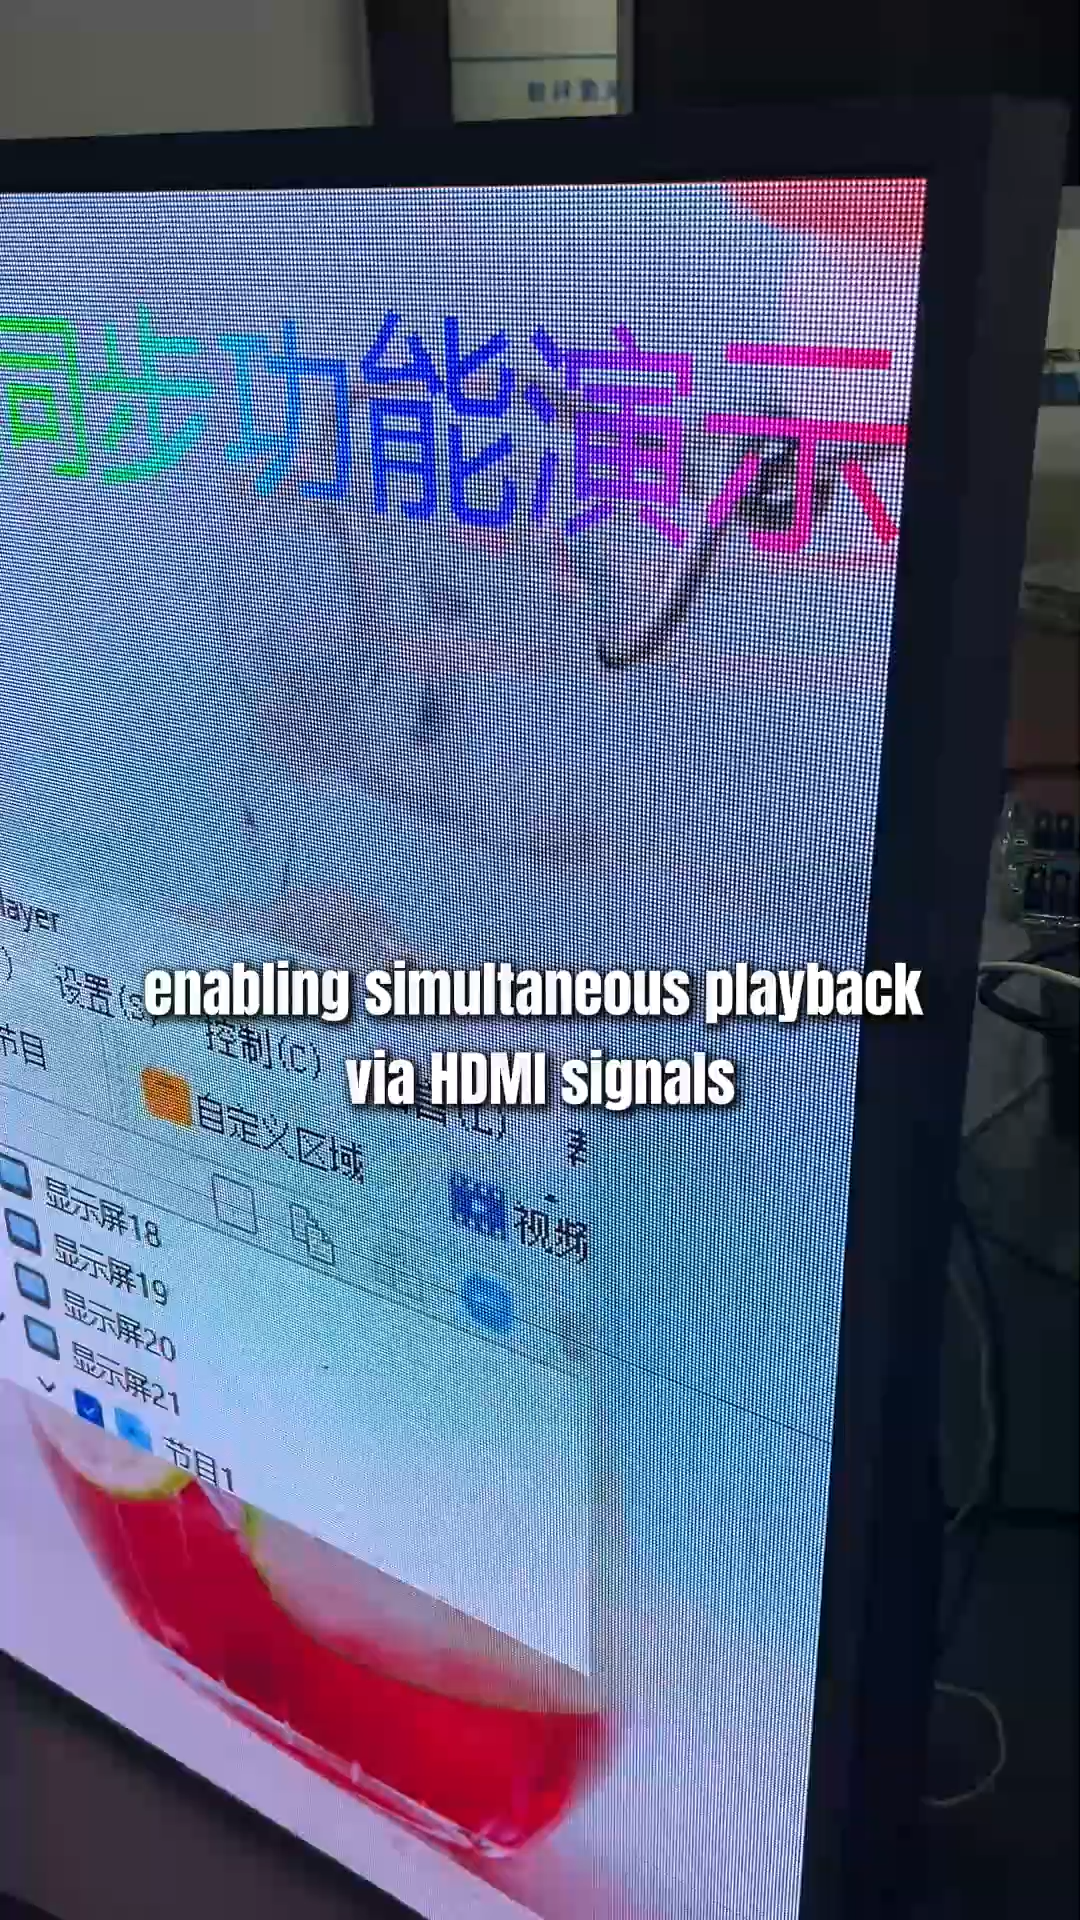 同步功能演示
layer
设置(s)
控制(C)
节目
自定义区域
视频
显示屏18
显示屏19
显示屏20
显示屏21
节目1
enabling simultaneous playback
via HDMI signals